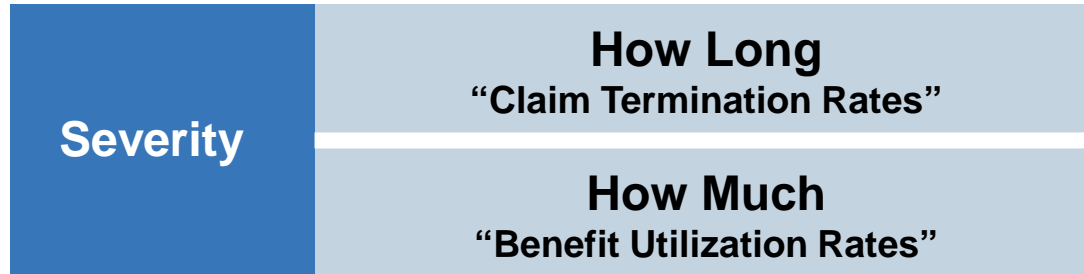 Severity
How Long
“Claim Termination Rates”
How Much
“Benefit Utilization Rates”